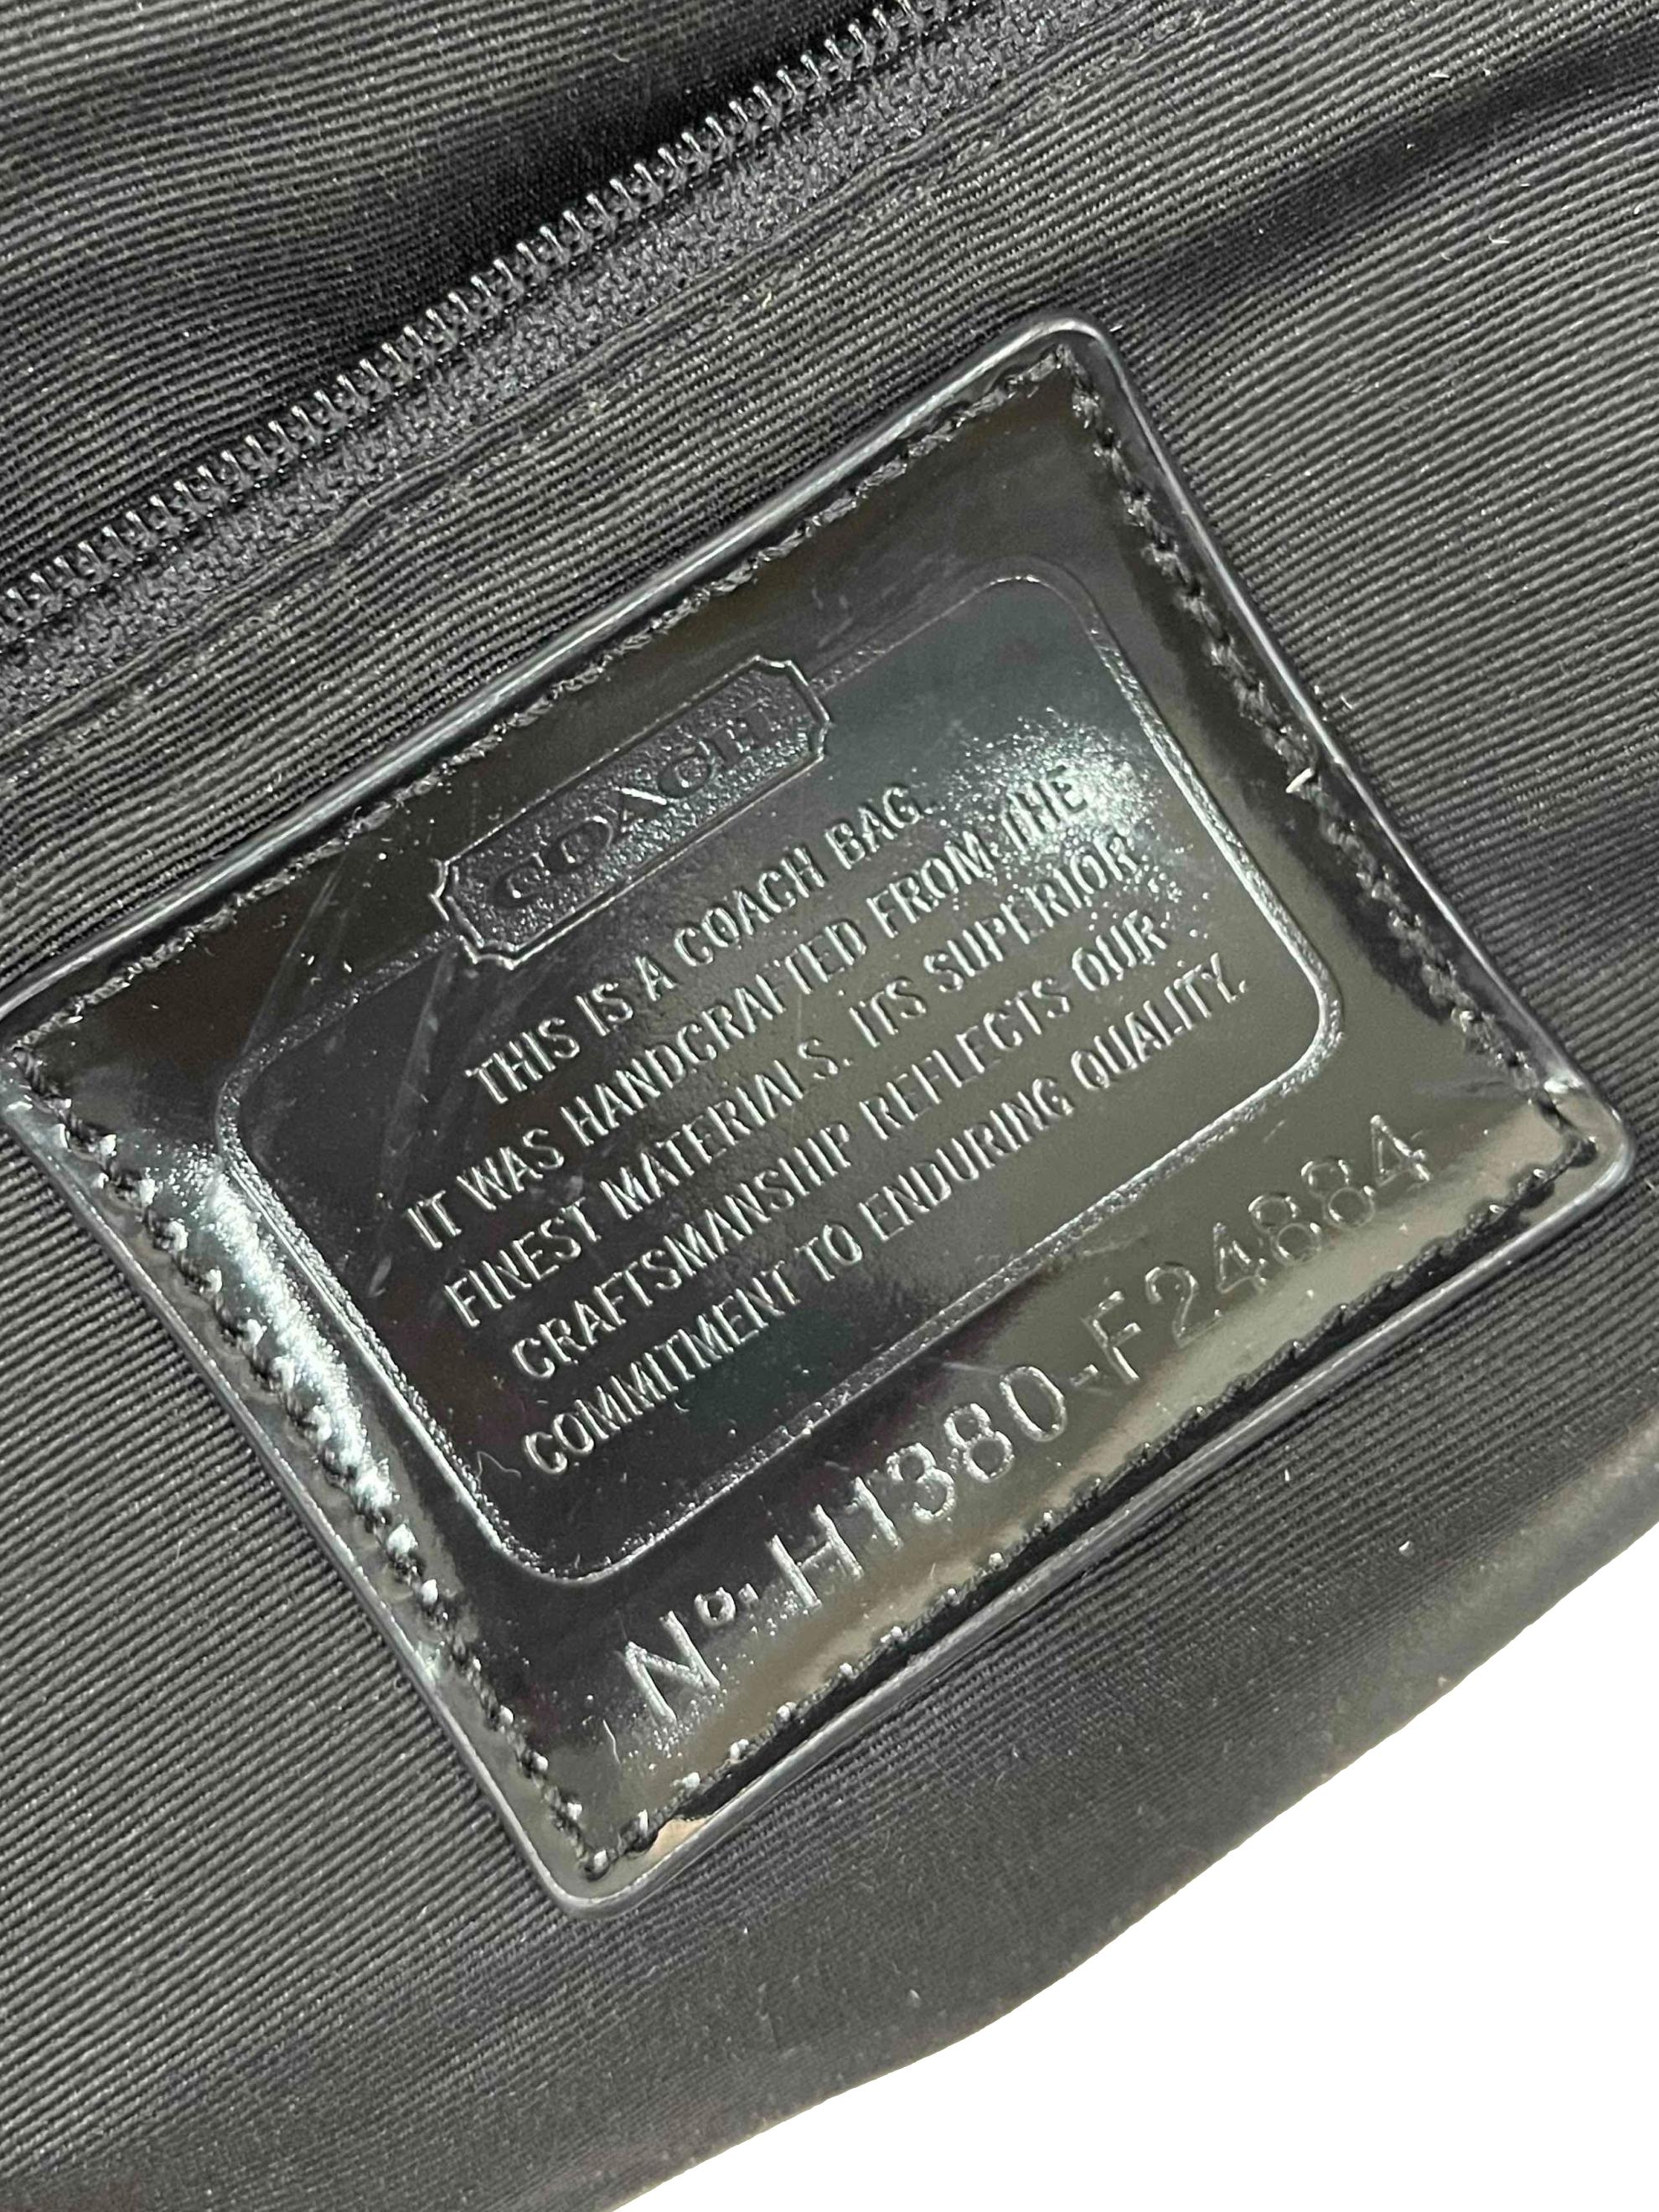 COACH
THIS IS A COACH BAG.
IT WAS HANDCRAFTED FROM THE
FINEST MATERIALS. ITS SUPERIOR
CRAFTSMANSHIP REFLECTS OUR
COMMITMENT TO ENDURING QUALITY.
Nº. H1380-F24884